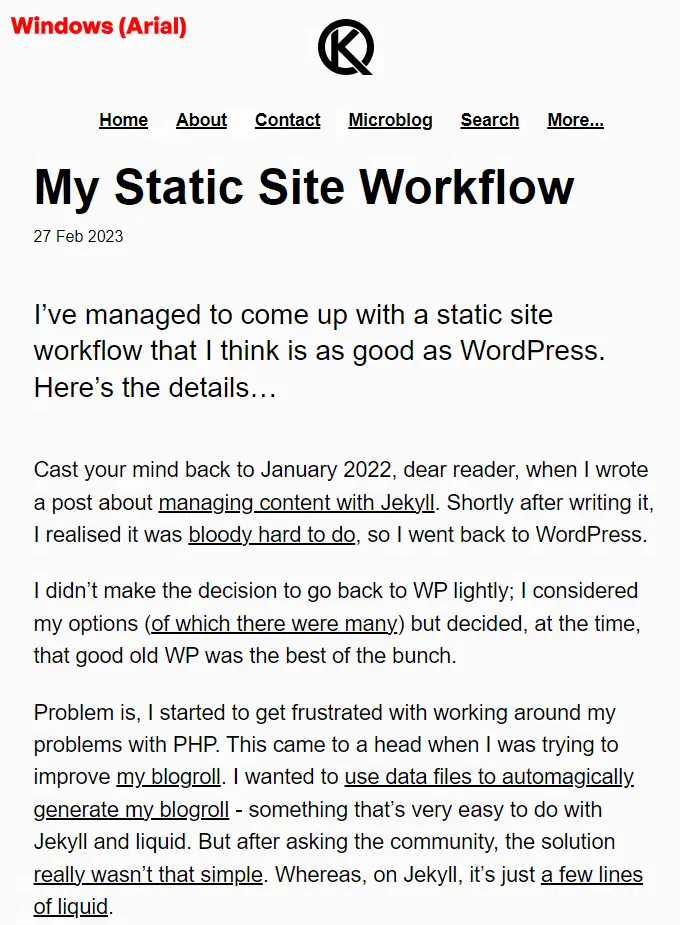 Windows (Arial)
Home About Contact Microblog Search More...
My Static Site Workflow
27 Feb 2023
I’ve managed to come up with a static site
workflow that I think is as good as WordPress.
Here’s the details…
Cast your mind back to January 2022, dear reader, when I wrote
a post about managing content with Jekyll. Shortly after writing it,
I realised it was bloody hard to do, so I went back to WordPress.
I didn’t make the decision to go back to WP lightly; I considered
my options (of which there were many) but decided, at the time,
that good old WP was the best of the bunch.
Problem is, I started to get frustrated with working around my
problems with PHP. This came to a head when I was trying to
improve my blogroll. I wanted to use data files to automagically
generate my blogroll - something that’s very easy to do with
Jekyll and liquid. But after asking the community, the solution
really wasn’t that simple. Whereas, on Jekyll, it’s just a few lines
of liquid.